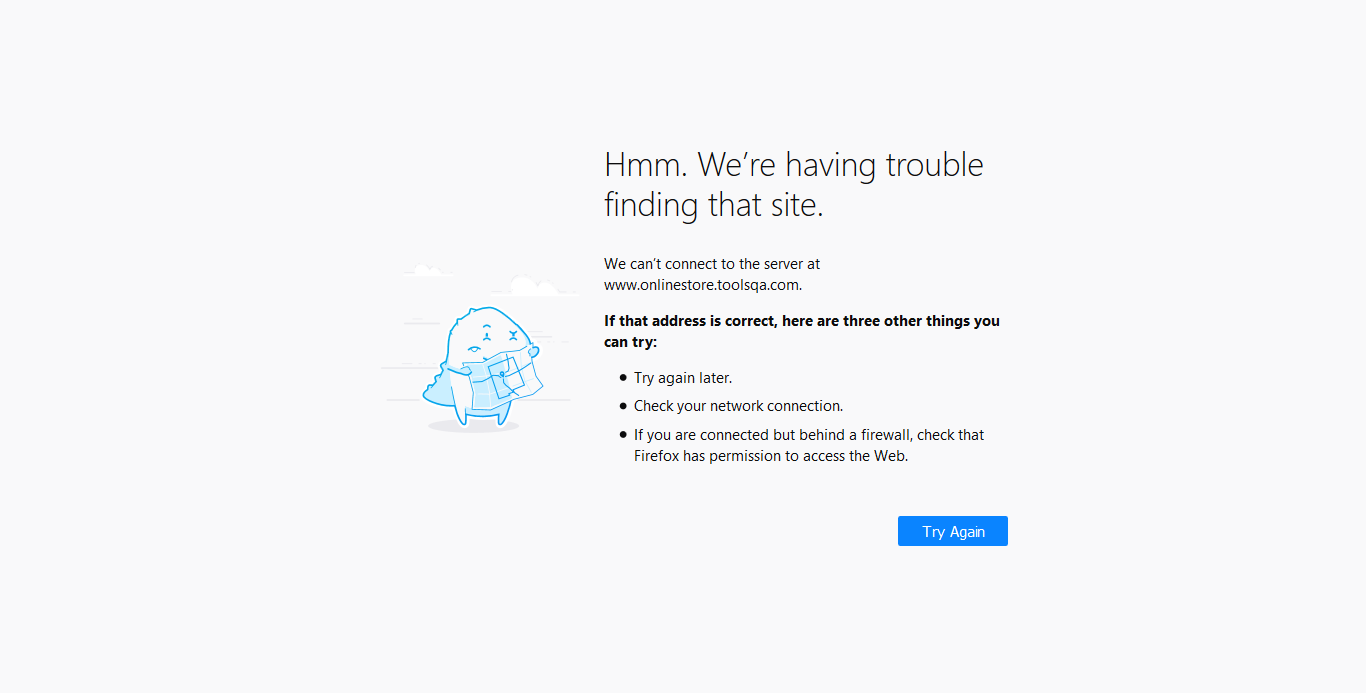 Hmm. We’re having trouble
finding that site.
We can’t connect to the server at
www.onlinestore.toolsqa.com.
If that address is correct, here are three other things you
can try:
Try again later.
Check your network connection.
If you are connected but behind a firewall, check that
Firefox has permission to access the Web.
Try Again